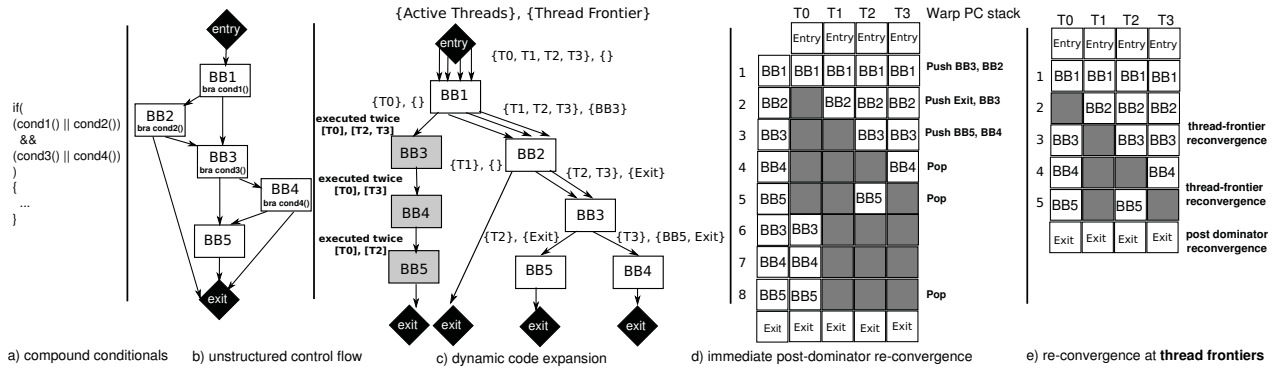 if(
(cond1() || cond2())
&&
(cond3() || cond4())
)
{
...
}
a) compound conditionals
entry
BB1
bra cond1()
BB2
bra cond2()
BB3
bra cond3()
BB4
bra cond4()
BB5
exit
b) unstructured control flow
{Active Threads}, {Thread Frontier}
entry
{T0, T1, T2, T3}, {}
BB1
{T0}, {}
{T1, T2, T3}, {BB3}
executed twice
[T0], [T2, T3]
BB3
{T1}, {}
BB2
{T2, T3}, {Exit}
executed twice
[T0], [T3]
BB4
BB3
{T2}, {Exit}
{T3}, {BB5, Exit}
executed twice
[T0], [T2]
BB5
BB5
BB4
exit
exit
exit
exit
c) dynamic code expansion
T0 T1 T2 T3 Warp PC stack
Entry Entry Entry Entry
1 BB1 BB1 BB1 BB1 BB1 Push BB3, BB2
2 BB2 BB2 BB2 BB2 Push Exit, BB3
3 BB3 BB3 BB3 Push BB5, BB4
4 BB4 BB4 Pop
5 BB5 BB5 Pop
6 BB3 BB3
7 BB4 BB4
8 BB5 BB5 Pop
Exit Exit Exit Exit Exit
d) immediate post-dominator re-convergence
T0 T1 T2 T3
Entry Entry Entry Entry
1 BB1 BB1 BB1 BB1
2 BB2 BB2 BB2
3 BB3 BB3 BB3
thread-frontier
reconvergence
4 BB4 BB4
thread-frontier
reconvergence
5 BB5 BB5
Exit Exit Exit Exit
post dominator
reconvergence
e) re-convergence at thread frontiers